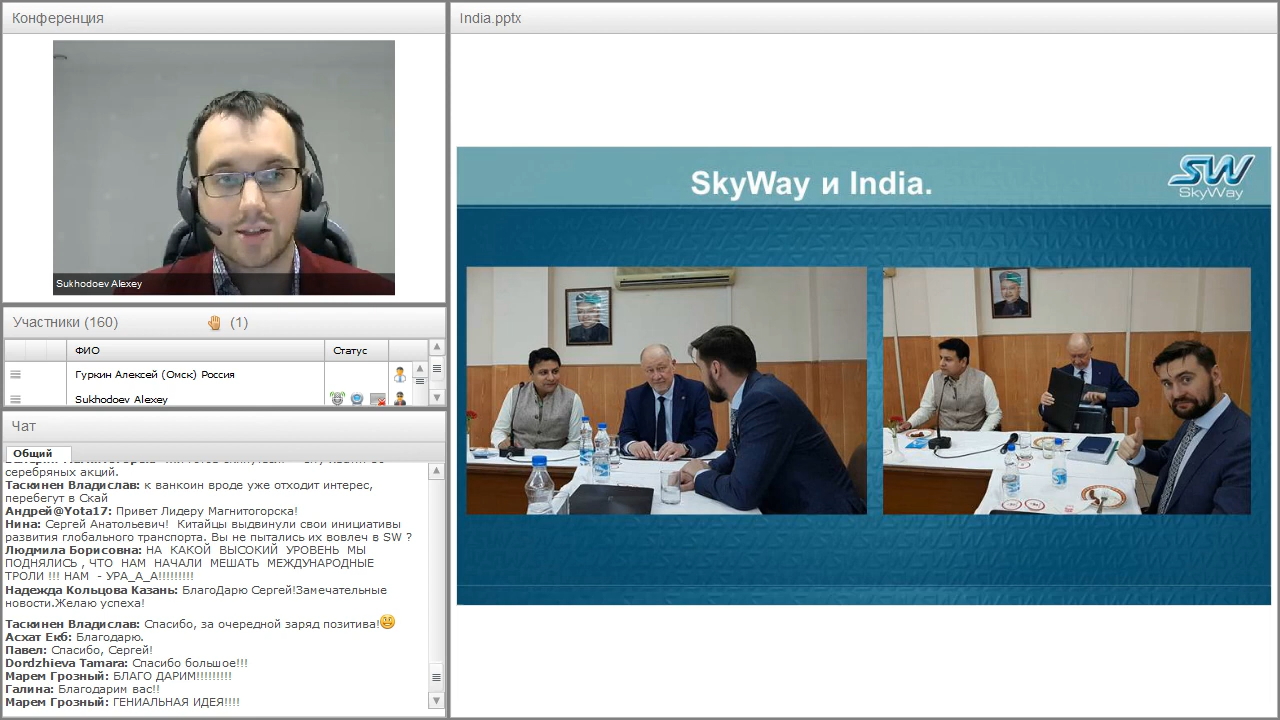 Конференция
Sukhodoev Alexey
Участники (160)
(1)
ФИО
Статус
Гуркин Алексей (Омск) Россия
Sukhodoev Alexey
Чат
Общий
серебряных акций.
Таскинен Владислав: к ванкоин вроде уже отходит интерес,
перебегут в Скай
Андрей@Yota17: Привет Лидеру Магнитогорска!
Нина: Сергей Анатольевич! Китайцы выдвинули свои инициативы
развития глобального транспорта. Вы не пытались их вовлеч в SW ?
Людмила Борисовна: НА КАКОЙ ВЫСОКИЙ УРОВЕНЬ МЫ
ПОДНЯЛИСЬ , ЧТО НАМ НАЧАЛИ МЕШАТЬ МЕЖДУНАРОДНЫЕ
ТРОЛИ !!! НАМ - УРА_А_А!!!!!!!!!
Надежда Кольцова Казань: БлагоДарю Сергей!Замечательные
новости.Желаю успеха!
Таскинен Владислав: Спасибо, за очередной заряд позитива!
Асхат Екб: Благодарю.
Павел: Спасибо, Сергей!
Dordzhieva Tamara: Спасибо большое!!!
Марем Грозный: БЛАГО ДАРИМ!!!!!!!!!
Галина: Благодарим вас!!
Марем Грозный: ГЕНИАЛЬНАЯ ИДЕЯ!!!!
India.pptx
SkyWay и India.
SW
SkyWay